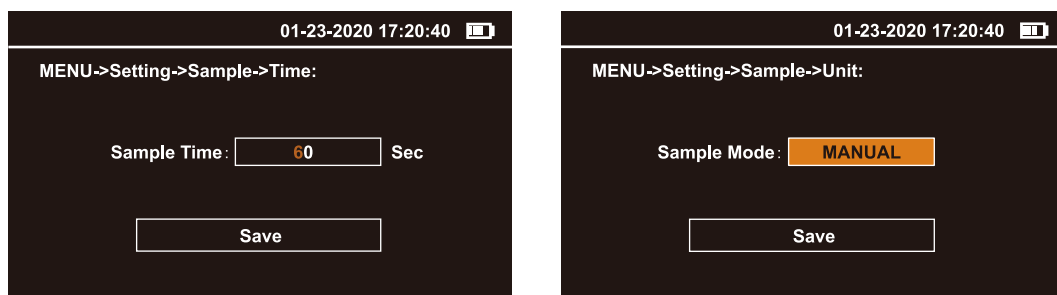 01-23-2020 17:20:40
MENU->Setting->Sample->Time:
Sample Time: 60 Sec
Save
01-23-2020 17:20:40
MENU->Setting->Sample->Unit:
Sample Mode: MANUAL
Save